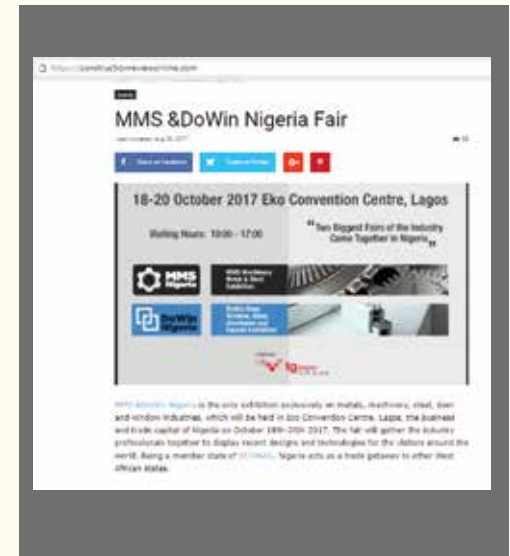 MMS &DoWin Nigeria Fair
18-20 October 2017 Eko Convention Centre, Lagos
Visiting Hours: 10:00 - 17:00
"Two Biggest Fairs of the Industry
Come Together in Nigeria"
MMS
Nigeria
DoWin
Nigeria
is the only exhibition exclusively on metals, machinery, steel, door
and window industries, which will be held in Eko Convention Centre, Lagos, the business
and trade capital of Nigeria on October 18th-20th 2017. The fair will gather the industry
professionals together to display recent designs and technologies for the visitors around the
world. Being a member state of Nigeria acts as a trade gateway to other West
African states.